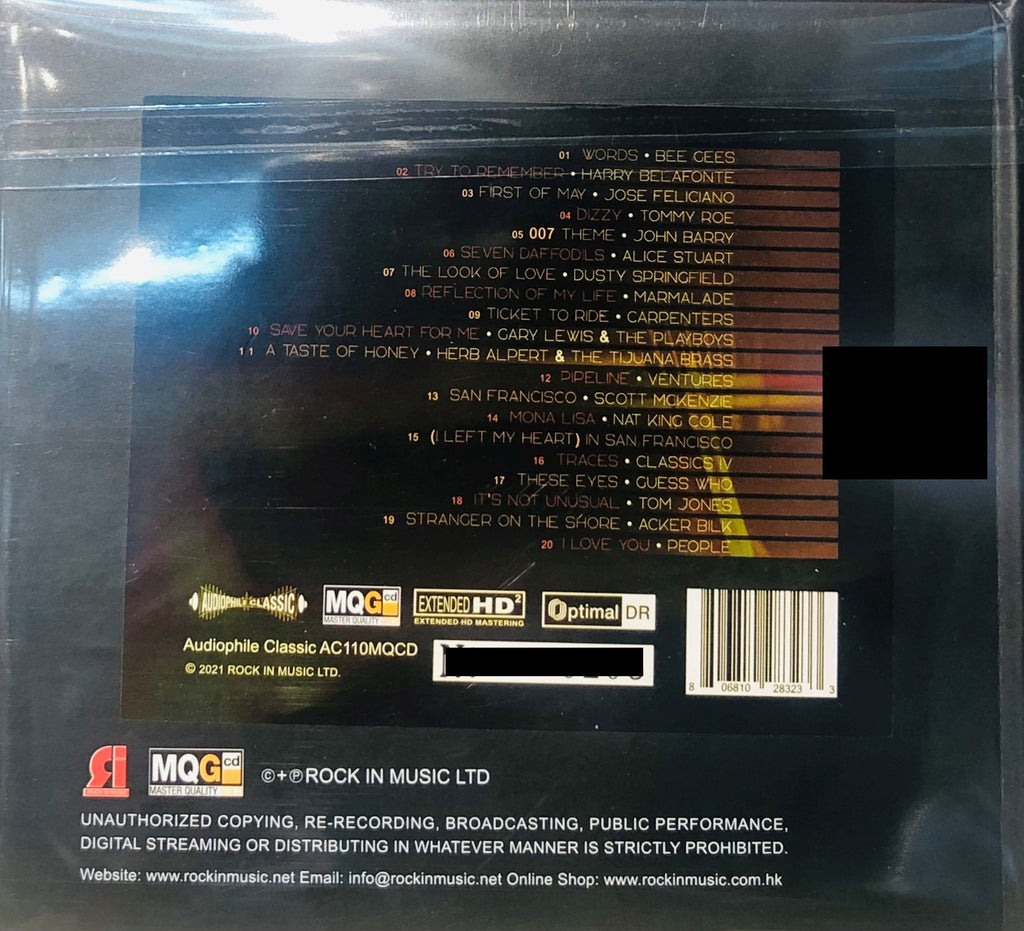 01 WORDS • BEE GEES
02 TRY TO REMEMBER • HARRY BELAFONTE
03 FIRST OF MAY • JOSE FELICIANO
04 DIZZY • TOMMY ROE
05 007 THEME • JOHN BARRY
06 SEVEN DAFFODILS • ALICE STUART
07 THE LOOK OF LOVE • DUSTY SPRINGFIELD
08 REFLECTION OF MY LIFE • MARMALADE
09 TICKET TO RIDE • CARPENTERS
10 SAVE YOUR HEART FOR ME • GARY LEWIS & THE PLAYBOYS
11 A TASTE OF HONEY • HERB ALPERT & THE TIJUANA BRASS
12 PIPELINE • VENTURES
13 SAN FRANCISCO • SCOTT MCKENZIE
14 MONA LISA • NAT KING COLE
15 (I LEFT MY HEART) IN SAN FRANCISCO
16 TRACES • CLASSICS IV
17 THESE EYES • GUESS WHO
18 IT'S NOT UNUSUAL • TOM JONES
19 STRANGER ON THE SHORE • ACKER BILK
20 I LOVE YOU • PEOPLE
AUDIOPHILE CLASSIC
MQGcd
MASTER QUALITY
EXTENDED HD2
EXTENDED HD MASTERING
Optimal DR
Audiophile Classic AC110MQCD
© 2021 ROCK IN MUSIC LTD.
8 06810 28323 3
MQGcd
MASTER QUALITY
©+℗ROCK IN MUSIC LTD
UNAUTHORIZED COPYING, RE-RECORDING, BROADCASTING, PUBLIC PERFORMANCE,
DIGITAL STREAMING OR DISTRIBUTING IN WHATEVER MANNER IS STRICTLY PROHIBITED.
Website: www.rockinmusic.net Email: info@rockinmusic.net Online Shop: www.rockinmusic.com.hk